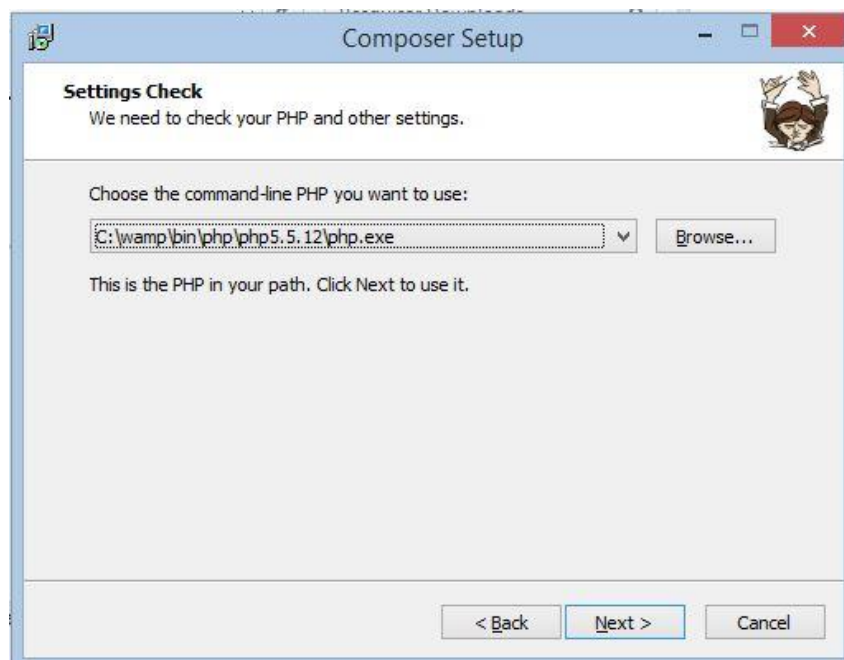 Composer Setup
Settings Check
We need to check your PHP and other settings.
Choose the command-line PHP you want to use:
C:\wamp\bin\php\php5.5.12\php.exe
Browse...
This is the PHP in your path. Click Next to use it.
< Back
Next >
Cancel